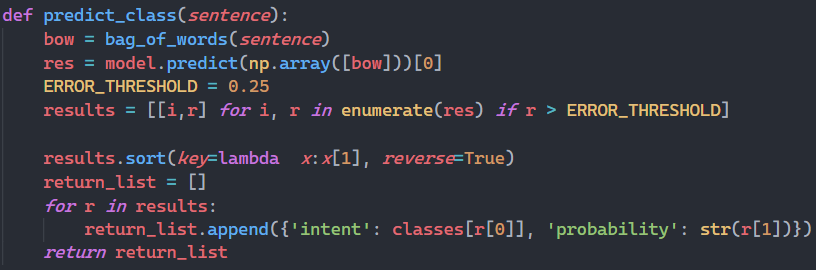 def predict_class(sentence):
    bow = bag_of_words(sentence)
    res = model.predict(np.array([bow]))[0]
    ERROR_THRESHOLD = 0.25
    results = [[i,r] for i, r in enumerate(res) if r > ERROR_THRESHOLD]

    results.sort(key=lambda  x:x[1], reverse=True)
    return_list = []
    for r in results:
        return_list.append({'intent': classes[r[0]], 'probability': str(r[1])})
    return return_list